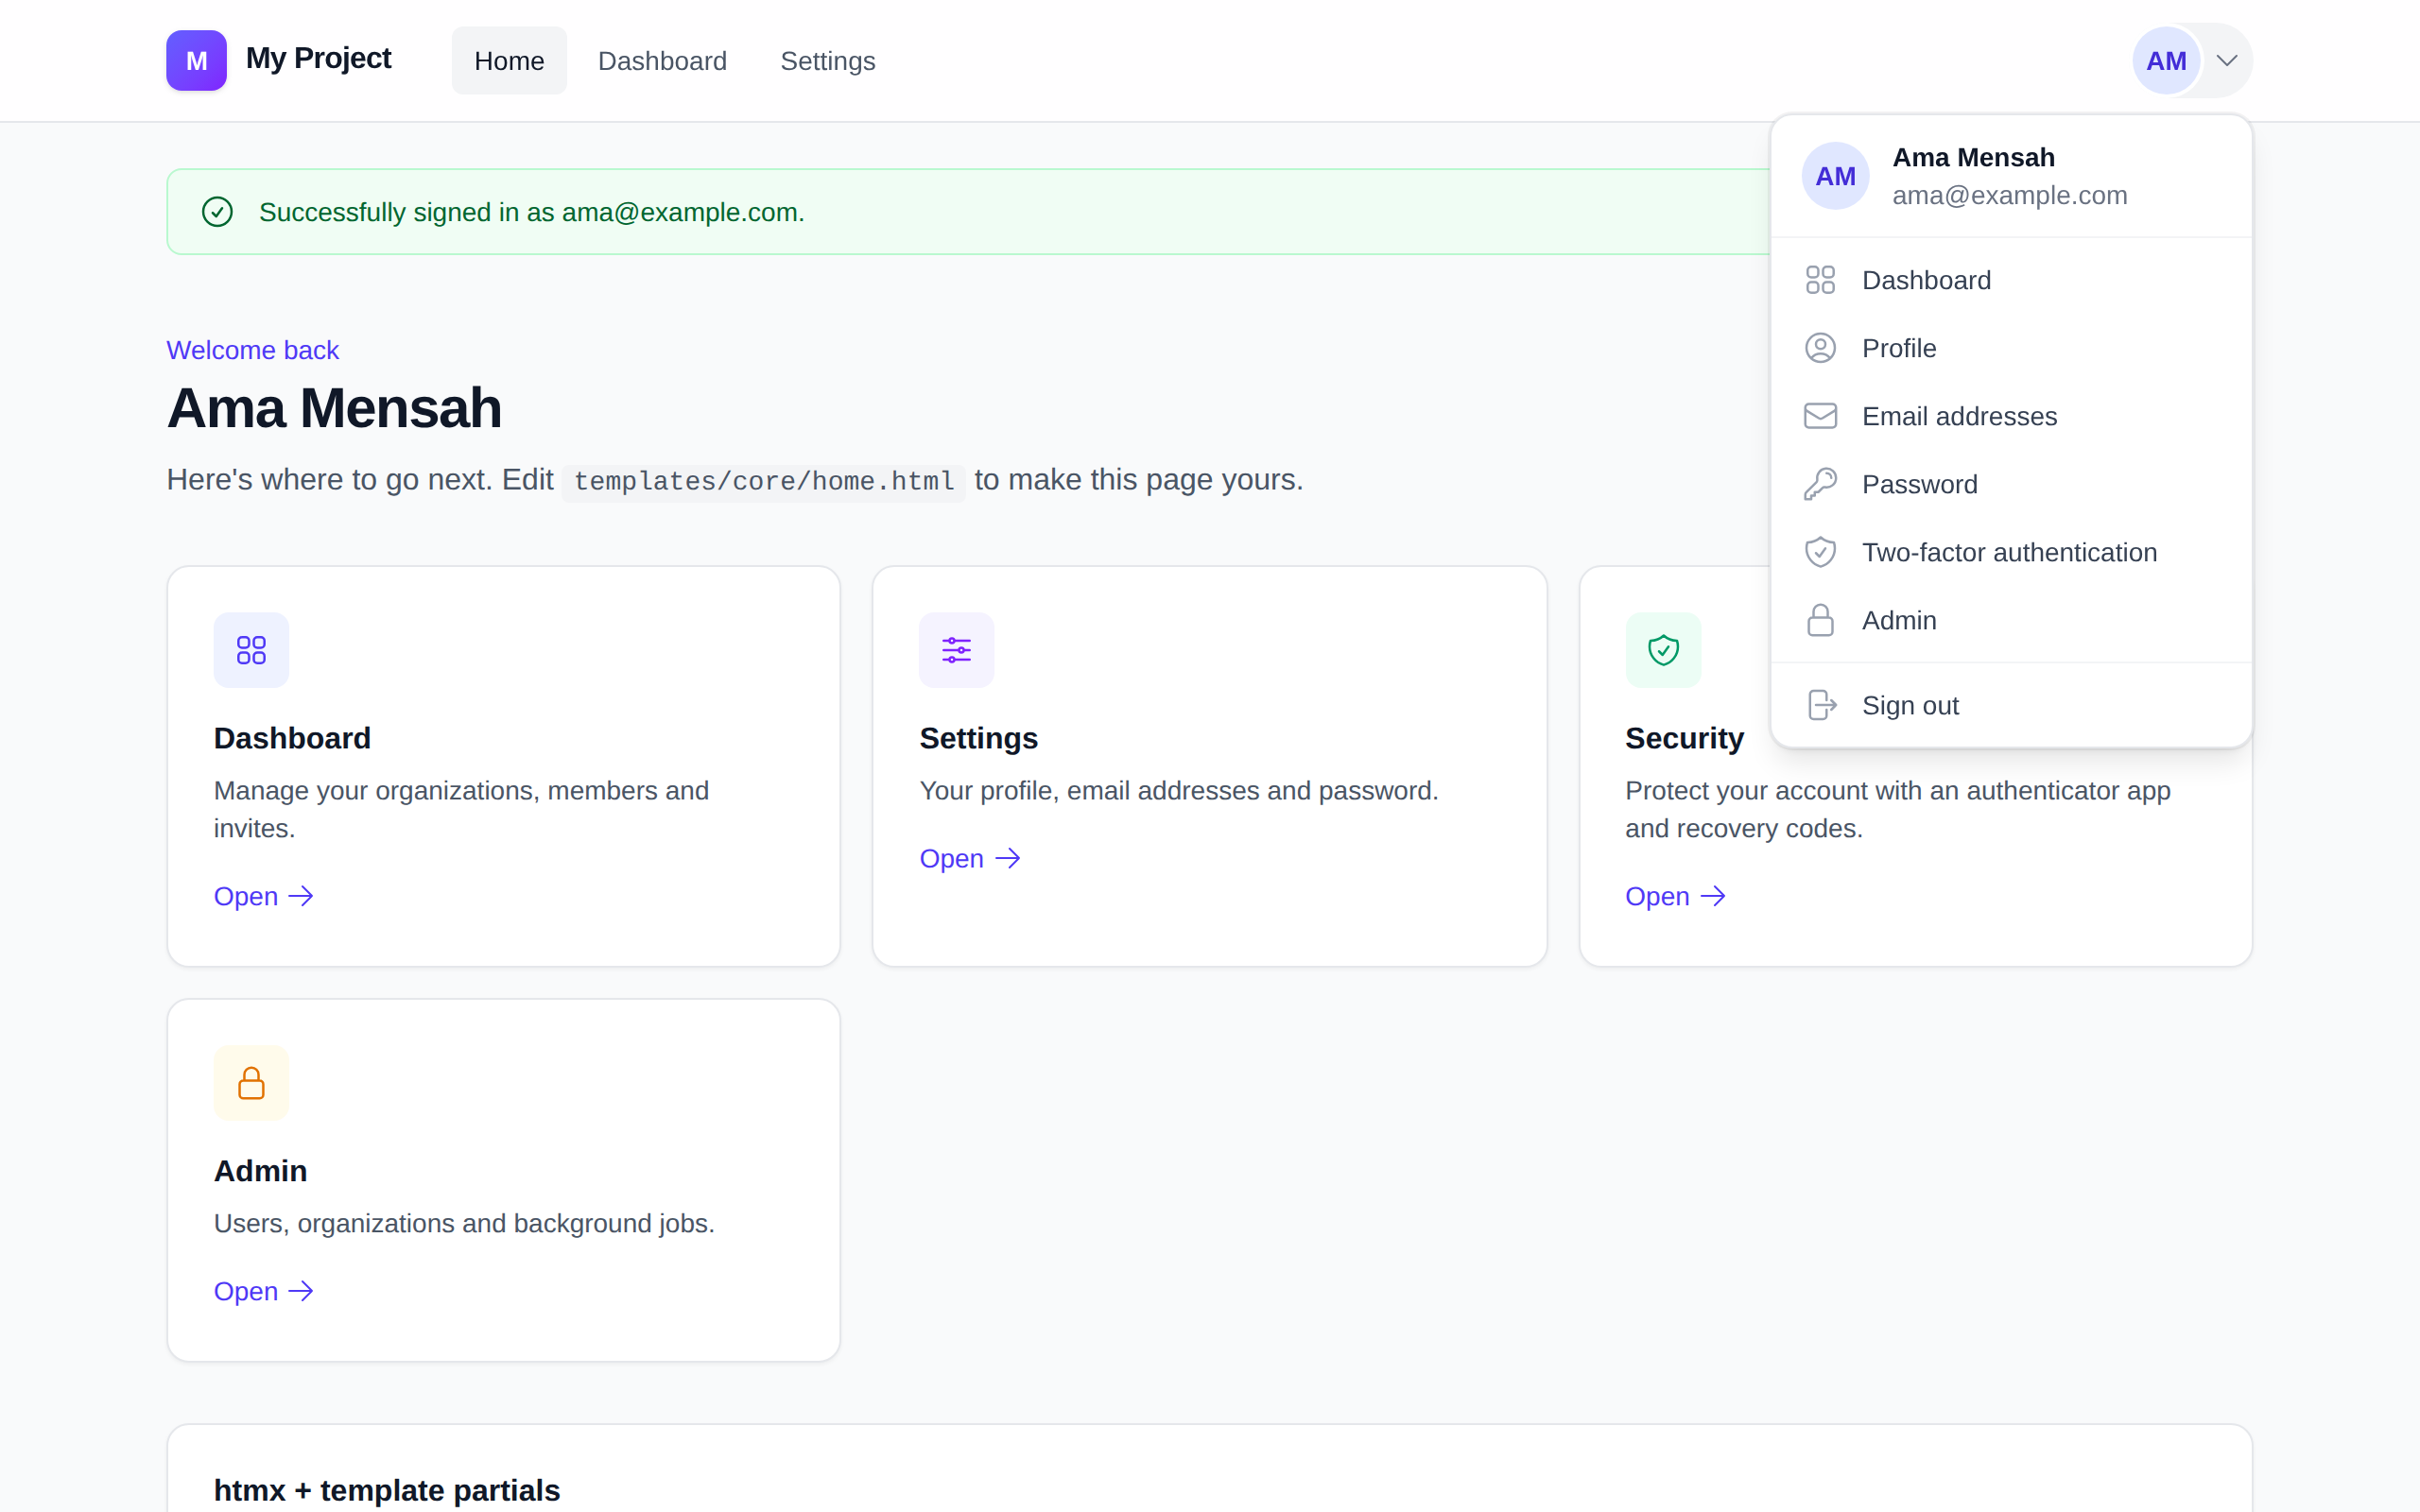 M
My Project
Home
Dashboard
Settings
AM
AM
Ama Mensah
ama@example.com
Dashboard
Profile
Email addresses
Password
Two-factor authentication
Admin
Sign out
Successfully signed in as ama@example.com.
Welcome back
Ama Mensah
Here's where to go next. Edit templates/core/home.html to make this page yours.
Dashboard
Manage your organizations, members and
invites.
Open
Settings
Your profile, email addresses and password.
Open
Security
Protect your account with an authenticator app
and recovery codes.
Open
Admin
Users, organizations and background jobs.
Open
htmx + template partials